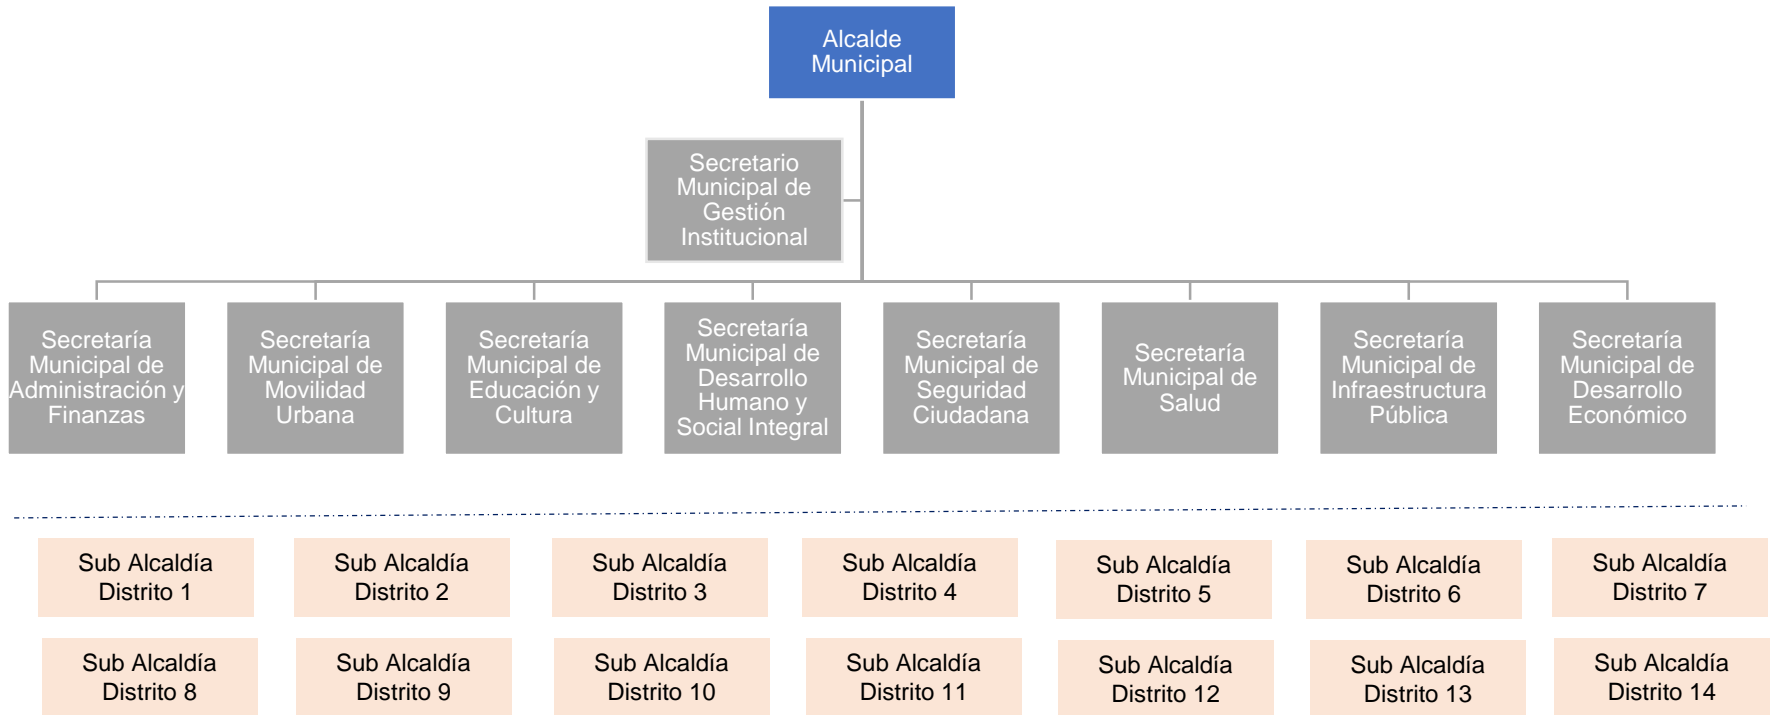 Alcalde
Municipal
Secretario
Municipal de
Gestión
Institucional
Secretaría
Municipal de
Administración y
Finanzas
Secretaría
Municipal de
Movilidad
Urbana
Secretaría
Municipal de
Educación y
Cultura
Secretaría
Municipal de
Desarrollo
Humano y
Social Integral
Secretaría
Municipal de
Seguridad
Ciudadana
Secretaría
Municipal de
Salud
Secretaría
Municipal de
Infraestructura
Pública
Secretaría
Municipal de
Desarrollo
Económico
Sub Alcaldía
Distrito 1
Sub Alcaldía
Distrito 2
Sub Alcaldía
Distrito 3
Sub Alcaldía
Distrito 4
Sub Alcaldía
Distrito 5
Sub Alcaldía
Distrito 6
Sub Alcaldía
Distrito 7
Sub Alcaldía
Distrito 8
Sub Alcaldía
Distrito 9
Sub Alcaldía
Distrito 10
Sub Alcaldía
Distrito 11
Sub Alcaldía
Distrito 12
Sub Alcaldía
Distrito 13
Sub Alcaldía
Distrito 14